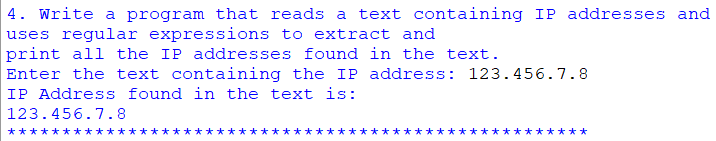 4. Write a program that reads a text containing IP addresses and
uses regular expressions to extract and
print all the IP addresses found in the text.
Enter the text containing the IP address: 123.456.7.8
IP Address found in the text is:
123.456.7.8
*****************************************************